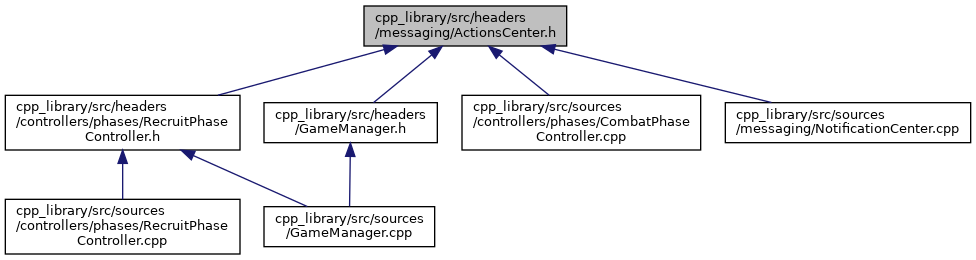 cpp_library/src/headers
/messaging/ActionsCenter.h
cpp_library/src/headers
/controllers/phases/RecruitPhase
Controller.h
cpp_library/src/headers
/GameManager.h
cpp_library/src/sources
/controllers/phases/CombatPhase
Controller.cpp
cpp_library/src/sources
/messaging/NotificationCenter.cpp
cpp_library/src/sources
/controllers/phases/RecruitPhase
Controller.cpp
cpp_library/src/sources
/GameManager.cpp